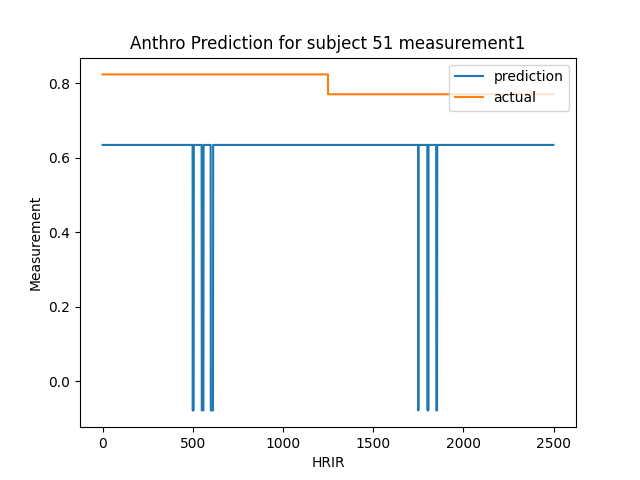 Anthro Prediction for subject 51 measurement1
prediction
actual
0.8
0.6
0.4
0.2
0.0
Measurement
0 500 1000 1500 2000 2500
HRIR